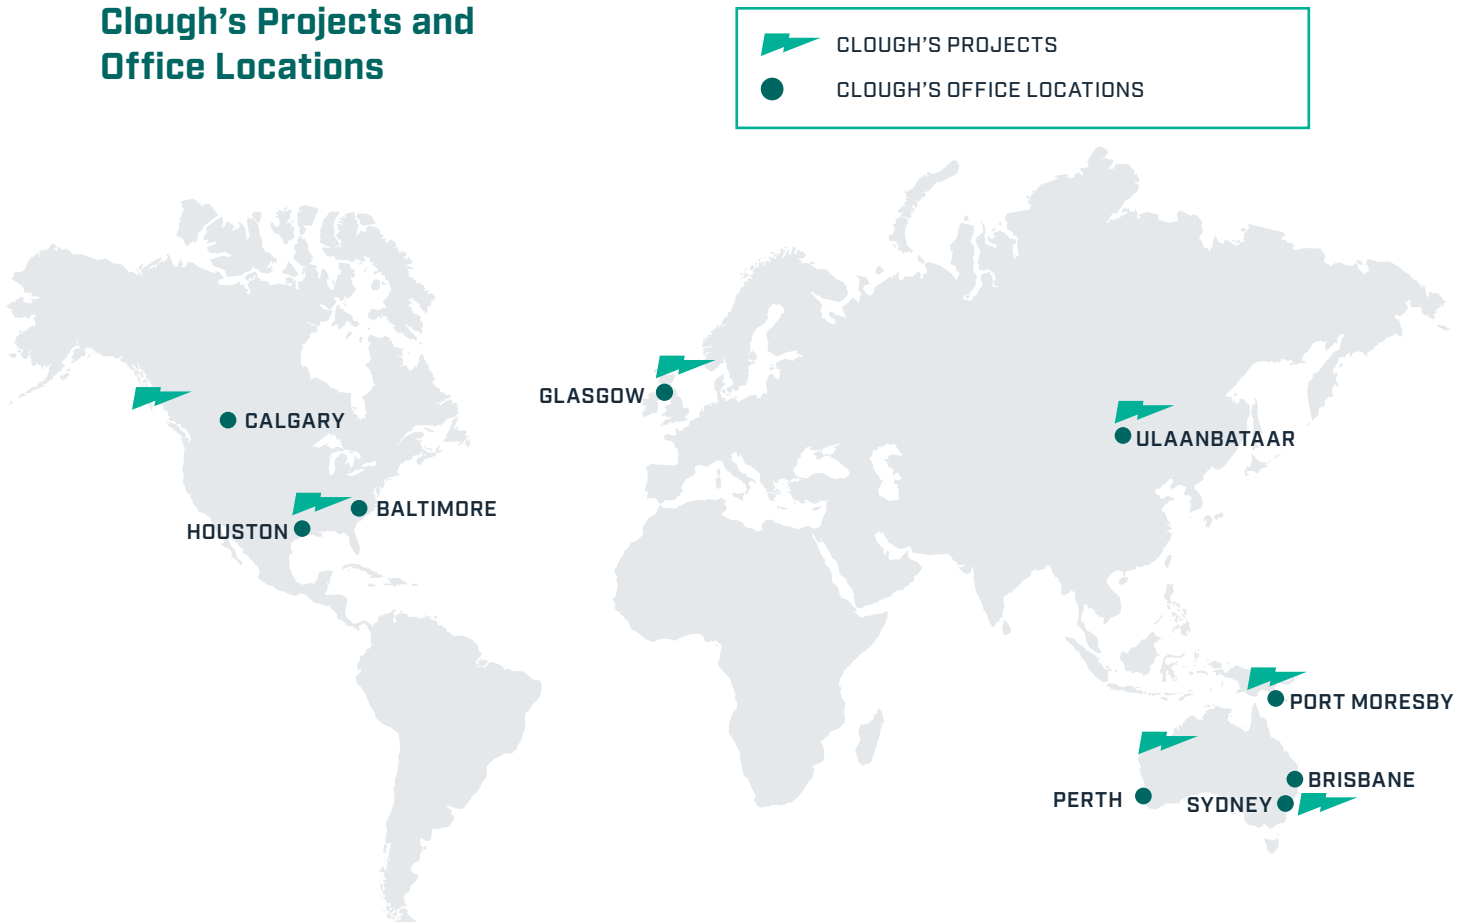 Clough’s Projects and
Office Locations
CLOUGH’S PROJECTS
CLOUGH’S OFFICE LOCATIONS
GLASGOW
CALGARY
ULAANBATAAR
BALTIMORE
HOUSTON
PORT MORESBY
BRISBANE
PERTH
SYDNEY